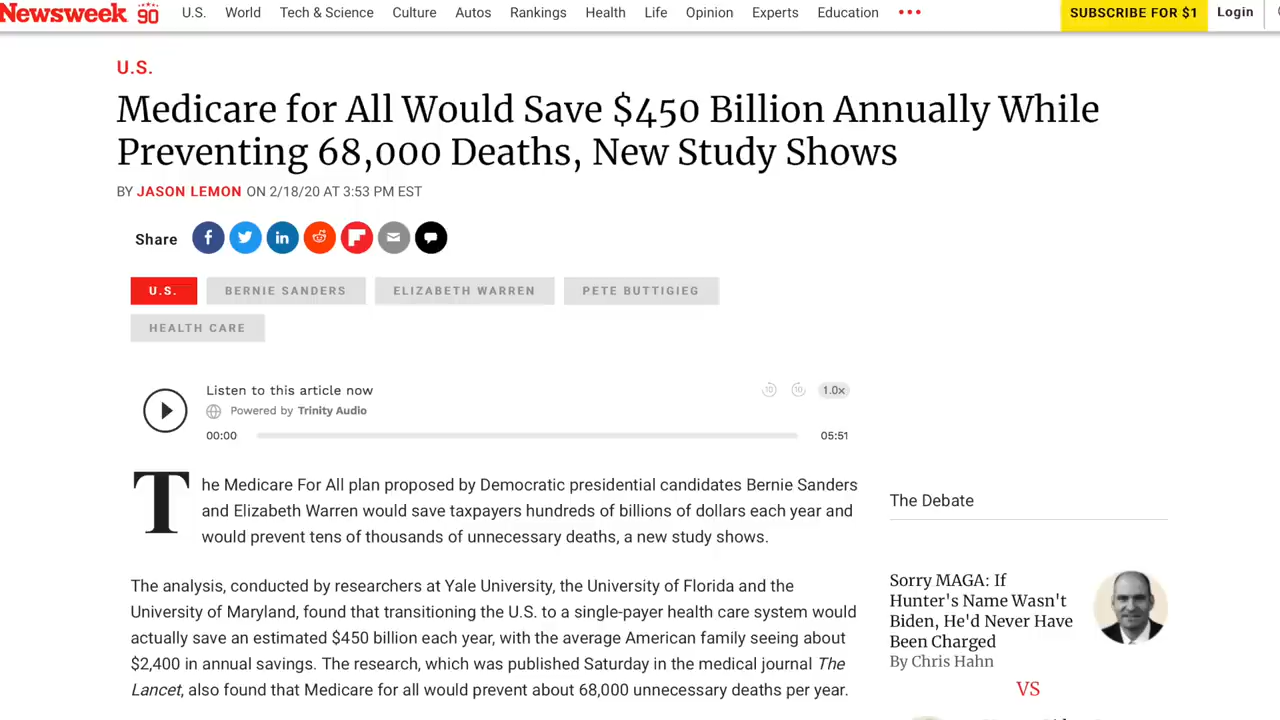 Newsweek 90 U.S. World Tech & Science Culture Autos Rankings Health Life Opinion Experts Education SUBSCRIBE FOR $1 Login
U.S.
Medicare for All Would Save $450 Billion Annually While
Preventing 68,000 Deaths, New Study Shows
BY JASON LEMON ON 2/18/20 AT 3:53 PM EST
Share
U.S. BERNIE SANDERS ELIZABETH WARREN PETE BUTTIGIEG
HEALTH CARE
Listen to this article now
10 10 1.0x
Powered by Trinity Audio
00:00 05:51
The Medicare For All plan proposed by Democratic presidential candidates Bernie Sanders
and Elizabeth Warren would save taxpayers hundreds of billions of dollars each year and
would prevent tens of thousands of unnecessary deaths, a new study shows.
The analysis, conducted by researchers at Yale University, the University of Florida and the
University of Maryland, found that transitioning the U.S. to a single-payer health care system would
actually save an estimated $450 billion each year, with the average American family seeing about
$2,400 in annual savings. The research, which was published Saturday in the medical journal The
Lancet, also found that Medicare for all would prevent about 68,000 unnecessary deaths per year.
The Debate
Sorry MAGA: If
Hunter's Name Wasn't
Biden, He'd Never Have
Been Charged
By Chris Hahn
VS